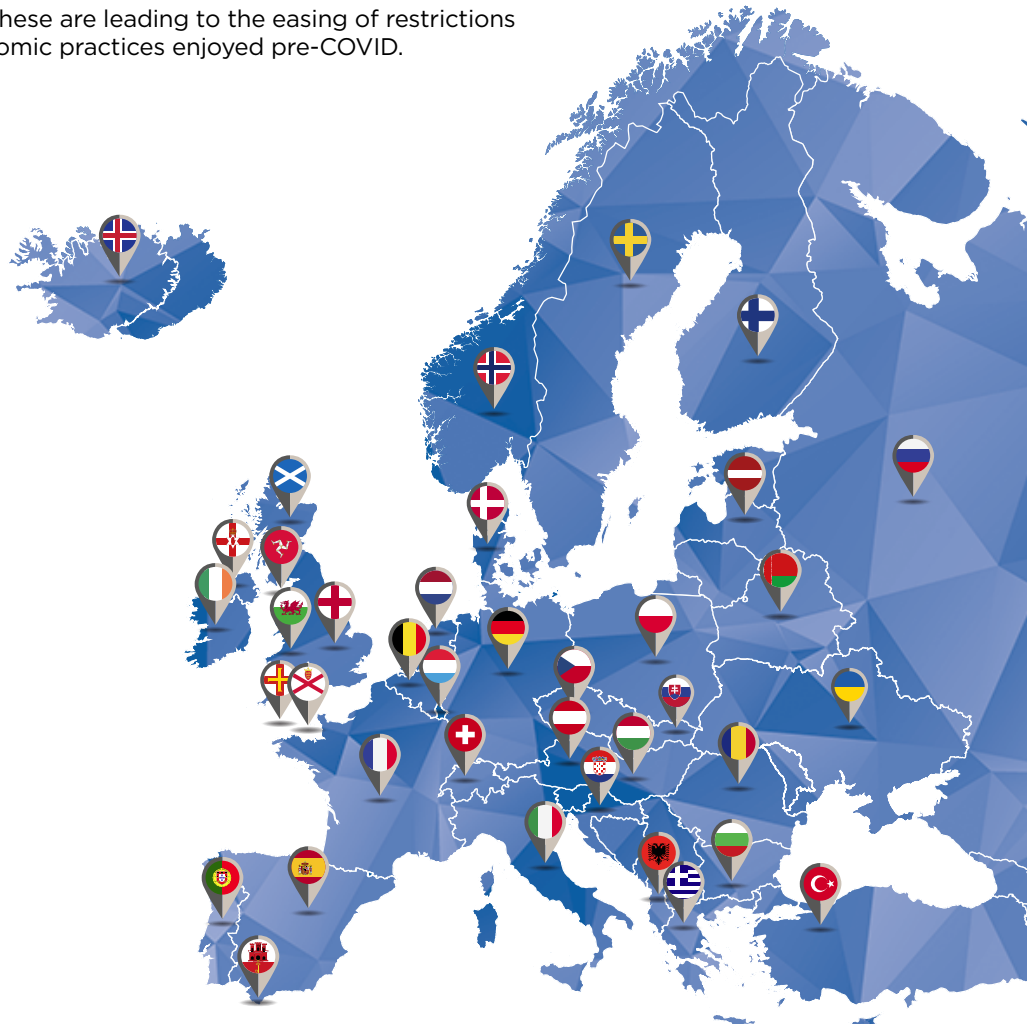 hese are leading to the easing of restrictions
omic practices enjoyed pre-COVID.